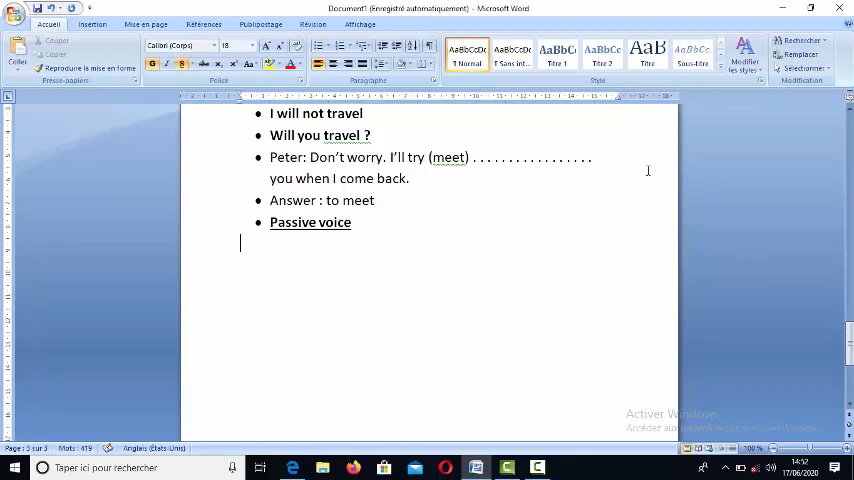 Document1 (Enregistré automatiquement) - Microsoft Word
Accueil Insertion Mise en page Références Publipostage Révision Affichage
Couper
Copier
Reproduire la mise en forme
Coller
Presse-papiers
Calibri (Corps) 18
Police
Paragraphe
AaBbCcDc AaBbCcDc AaBbC AaBbCc AaB AaBbCc.
¶ Normal ¶ Sans int... Titre 1 Titre 2 Titre Sous-titre
Style
Modifier les styles
Rechercher
Remplacer
Sélectionner
Modification
• I will not travel
• Will you travel ?
• Peter: Don't worry. I'll try (meet) . . . . . . . . . . . . . . . . .
you when I come back.
• Answer : to meet
• Passive voice
Activer Windows
Page : 3 sur 3 Mots : 419 Anglais (États-Unis) 100 %
Taper ici pour rechercher
14:52
17/06/2020